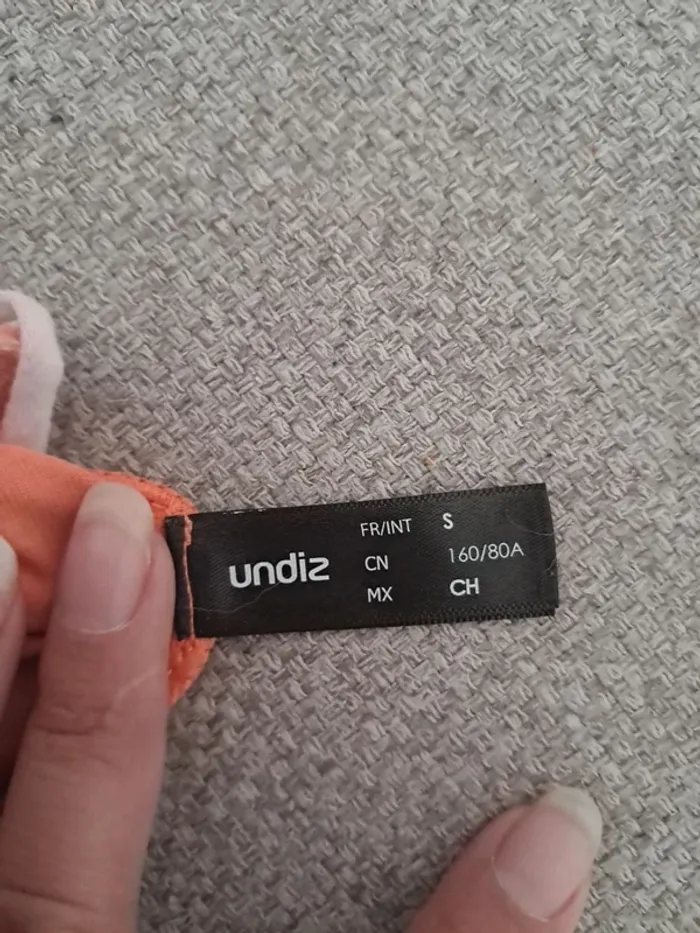 undiz
FR/INT S
CN 160/80A
MX CH